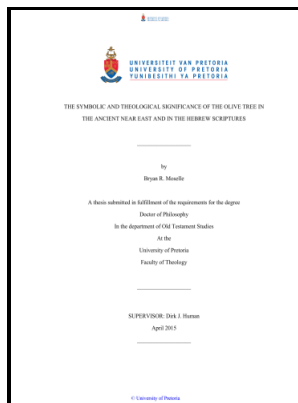 UNIVERSITEIT VAN PRETORIA
UNIVERSITY OF PRETORIA
YUNIBESITHI YA PRETORIA
THE SYMBOLIC AND THEOLOGICAL SIGNIFICANCE OF THE OLIVE TREE IN
THE ANCIENT NEAR EAST AND IN THE HEBREW SCRIPTURES
by
Bryan R. Moselle
A thesis submitted in fulfillment of the requirements for the degree
Doctor of Philosophy
In the department of Old Testament Studies
At the
University of Pretoria
Faculty of Theology
SUPERVISOR: Dirk J. Human
April 2015
© University of Pretoria